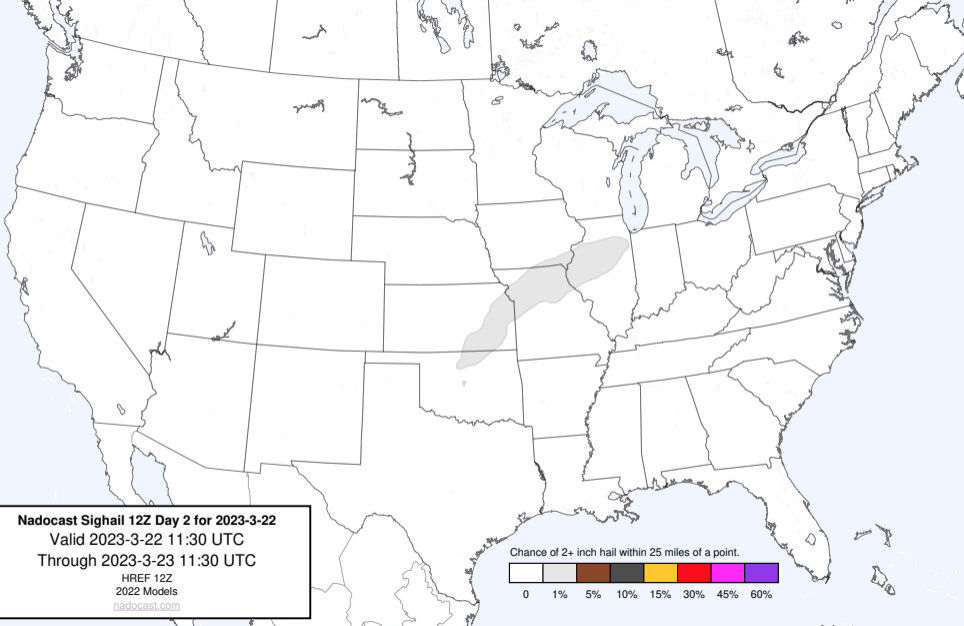 Nadocast Sighail 12Z Day 2 for 2023-3-22
Valid 2023-3-22 11:30 UTC
Through 2023-3-23 11:30 UTC
HREF 12Z
2022 Models
nadocast.com
Chance of 2+ inch hail within 25 miles of a point.
0 1% 5% 10% 15% 30% 45% 60%